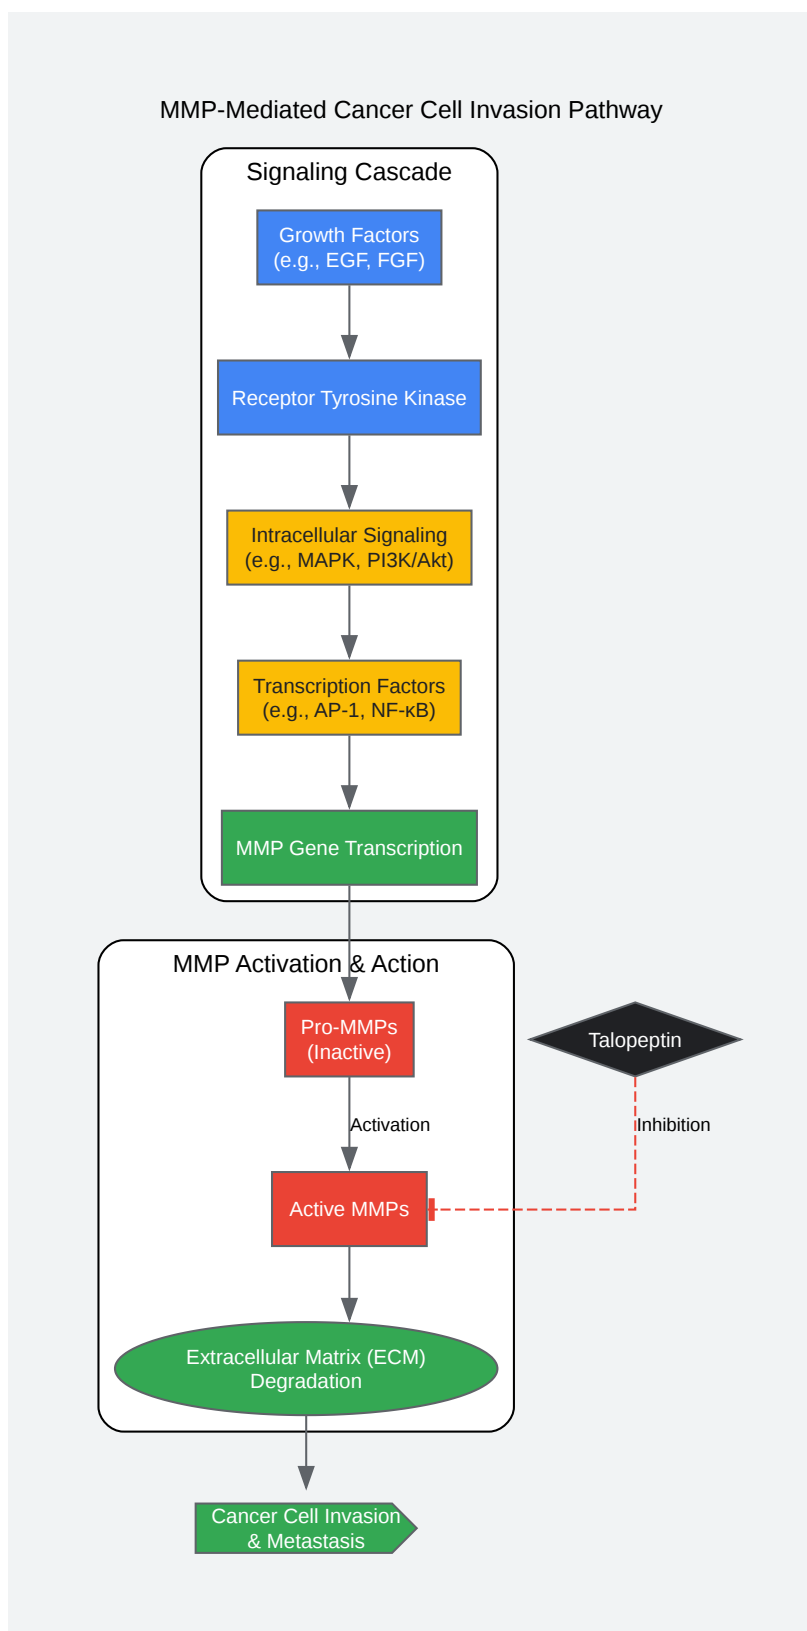 MMP-Mediated Cancer Cell Invasion Pathway
Signaling Cascade
Growth Factors
(e.g., EGF, FGF)
Receptor Tyrosine Kinase
Intracellular Signaling
(e.g., MAPK, PI3K/Akt)
Transcription Factors
(e.g., AP-1, NF-κB)
MMP Gene Transcription
MMP Activation & Action
Pro-MMPs
(Inactive)
Talopeptin
Activation
Inhibition
Active MMPs
Extracellular Matrix (ECM)
Degradation
Cancer Cell Invasion
& Metastasis